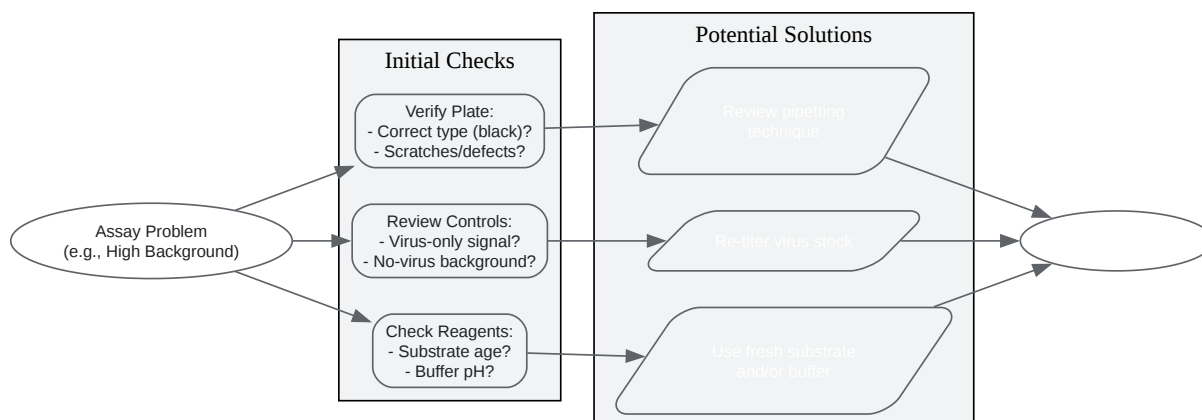 Assay Problem
(e.g., High Background)
Initial Checks
Verify Plate:
- Correct type (black)?
- Scratches/defects?
Review Controls:
- Virus-only signal?
- No-virus background?
Check Reagents:
- Substrate age?
- Buffer pH?
Potential Solutions
Review pipetting
technique
Re-titer virus stock
Use fresh substrate
and/or buffer